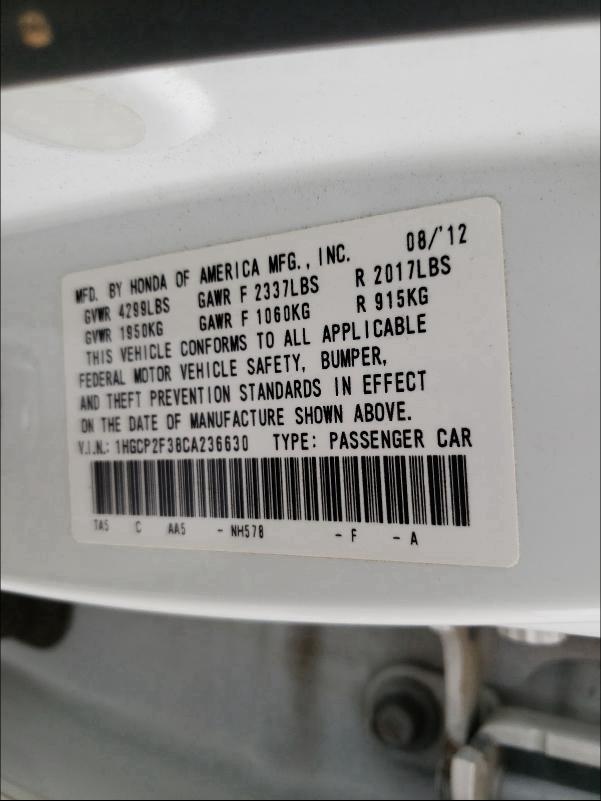 MFD. BY HONDA OF AMERICA MFG., INC. 08/'12
GVWR 4299LBS GAWR F 2337LBS R 2017LBS
GVWR 1950KG GAWR F 1060KG R 915KG
THIS VEHICLE CONFORMS TO ALL APPLICABLE
FEDERAL MOTOR VEHICLE SAFETY, BUMPER,
AND THEFT PREVENTION STANDARDS IN EFFECT
ON THE DATE OF MANUFACTURE SHOWN ABOVE.
V.I.N.: 1HGCP2F38CA236630 TYPE: PASSENGER CAR
TA5 C AA5 - NH578 - F - A